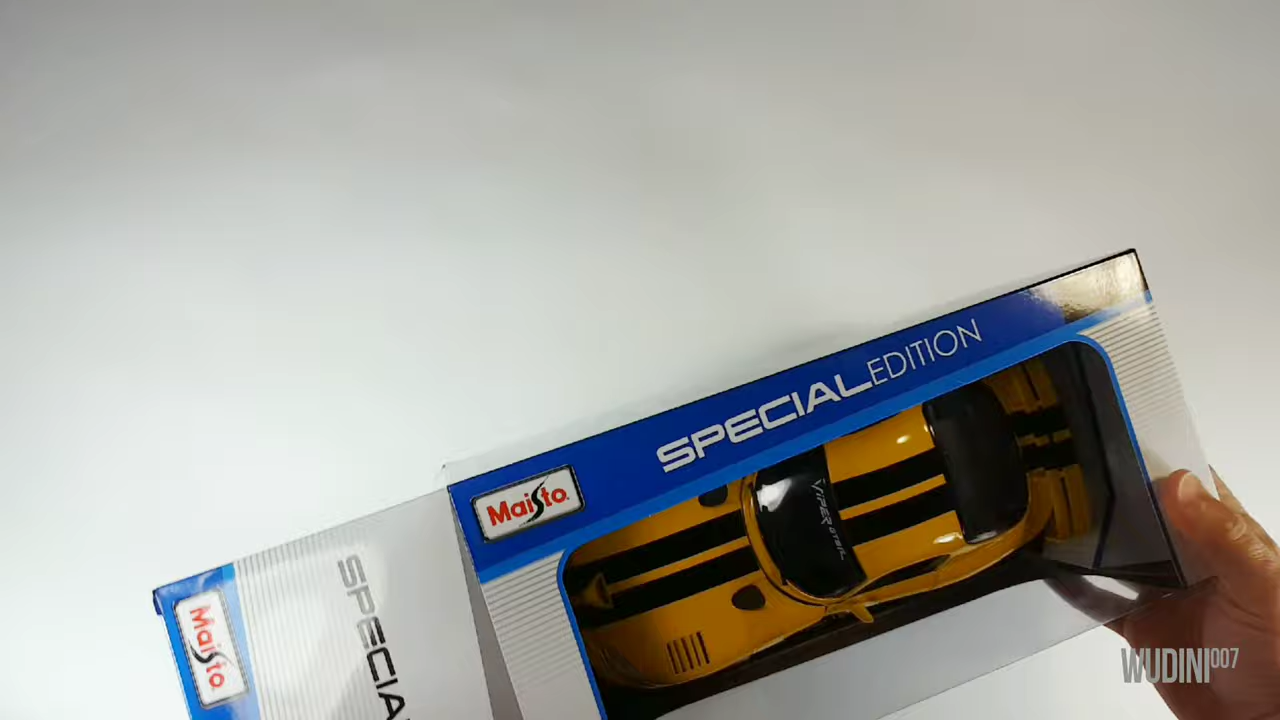 SPECIAL EDITION
Maisto
VIPER GTS/R
Maisto
SPECIA
WUDINI007